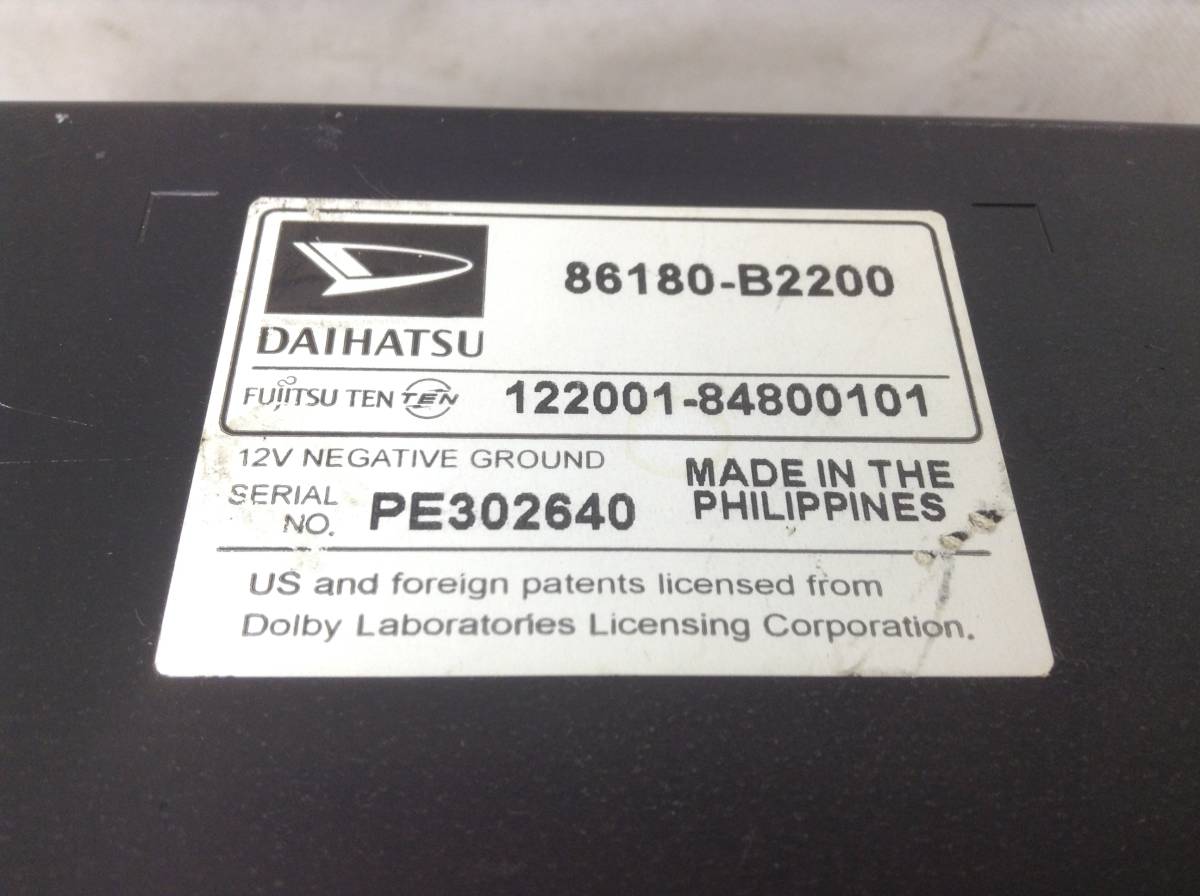 86180-B2200
DAIHATSU
FUJITSU TEN TEN 122001-84800101
12V NEGATIVE GROUND
SERIAL NO. PE302640
MADE IN THE
PHILIPPINES
US and foreign patents licensed from
Dolby Laboratories Licensing Corporation.